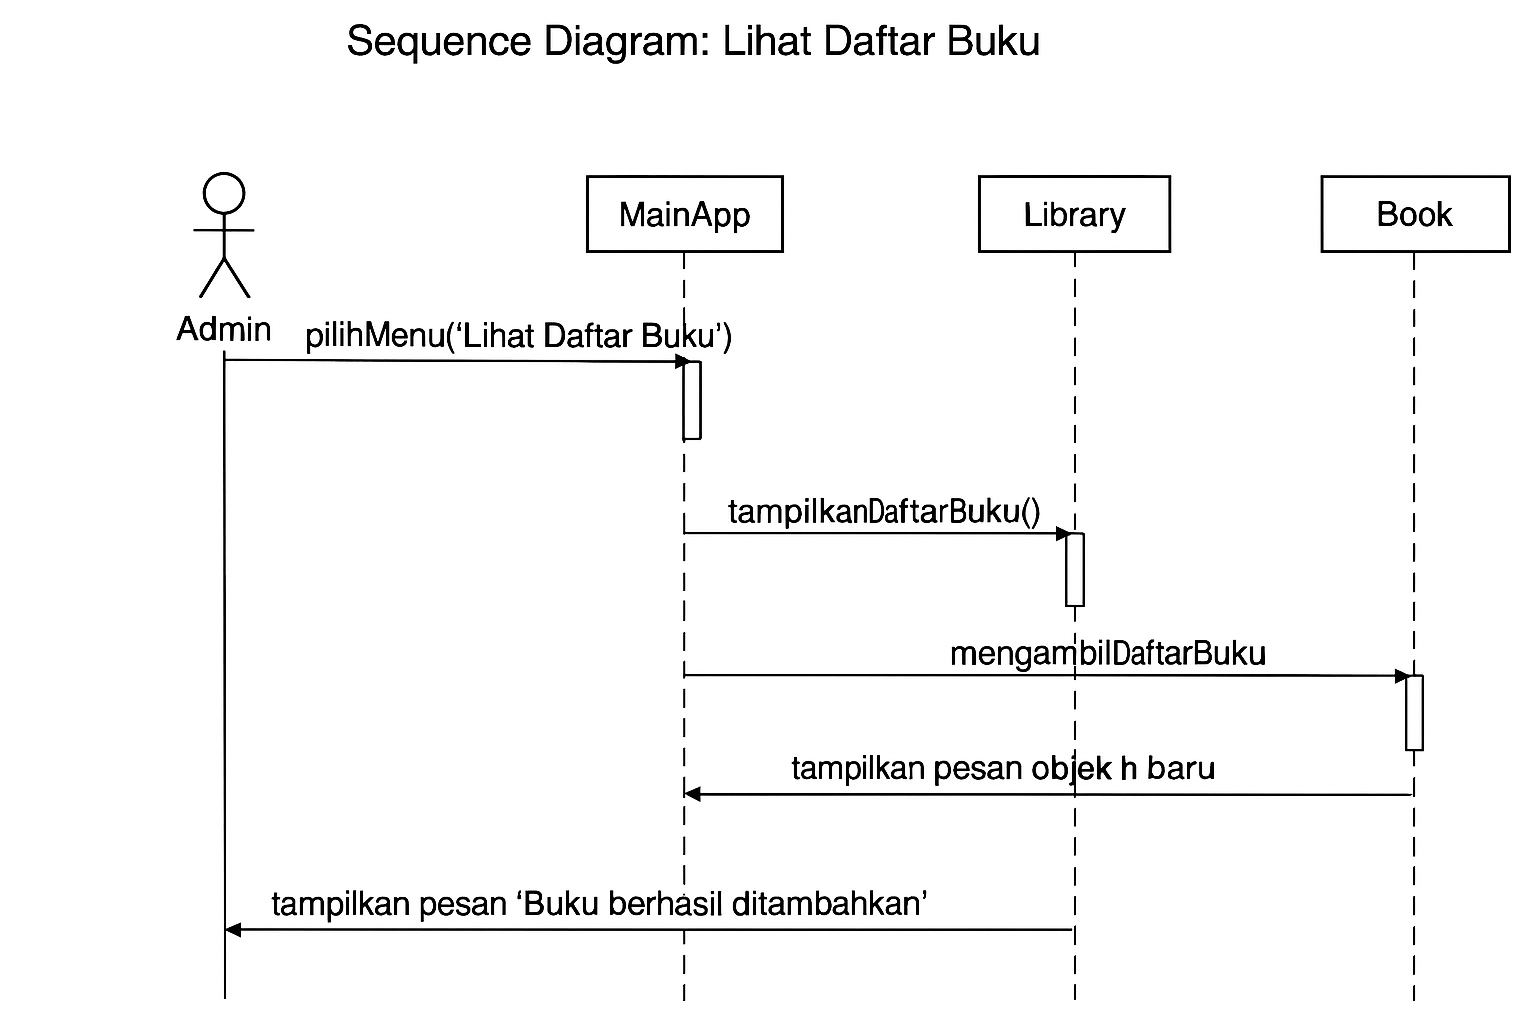 Sequence Diagram: Lihat Daftar Buku
MainApp
Library
Book
Admin
pilihMenu(‘Lihat Daftar Buku’)
tampilkanDaftarBuku()
mengambilDaftarBuku
tampilkan pesan objek h baru
tampilkan pesan ‘Buku berhasil ditambahkan’